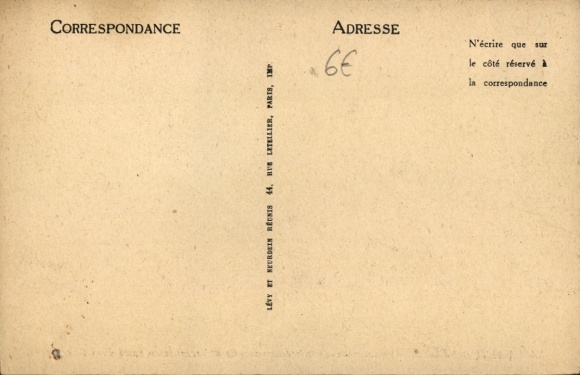 CORRESPONDANCE
ADRESSE
N'écrire que sur
le côté réservé à
la correspondance
6€
LÉVY ET NEURDEIN RÉUNIS 44, RUE LETELLIER, PARIS, IMP